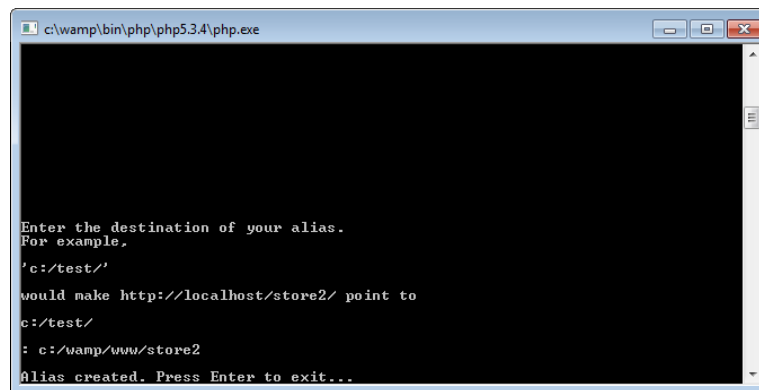 c:\wamp\bin\php\php5.3.4\php.exe
Enter the destination of your alias.
For example,
'c:/test/'
would make http://localhost/store2/ point to
c:/test/
: c:/wamp/www/store2
Alias created. Press Enter to exit...